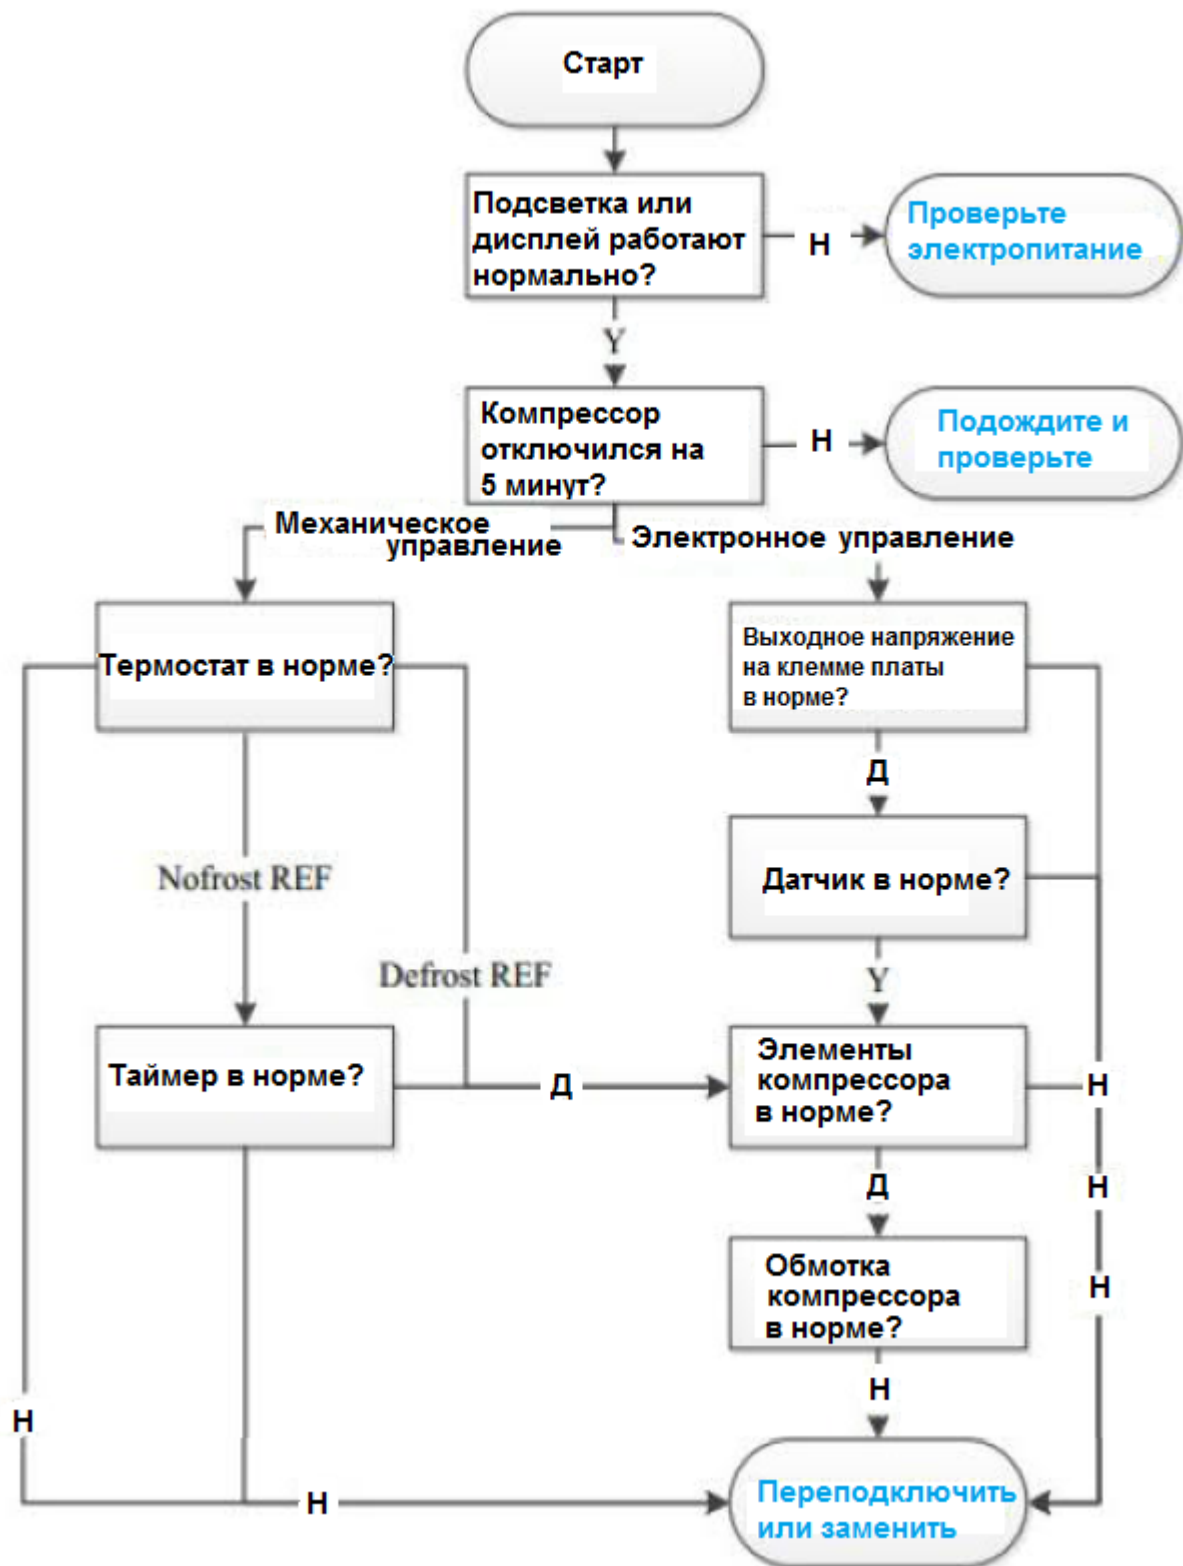 Старт
Подсветка или
дисплей работают
нормально?
Н
Проверьте
электропитание
Y
Компрессор
отключился на
5 минут?
Н
Подождите и
проверьте
Механическое
управление
Электронное управление
Термостат в норме?
Выходное напряжение
на клемме платы
в норме?
Д
Nofrost REF
Датчик в норме?
Defrost REF
Y
Таймер в норме?
Д
Элементы
компрессора
в норме?
Н
Д
Н
Обмотка
компрессора
в норме?
Н
Н
Н
Н
Переподключить
или заменить